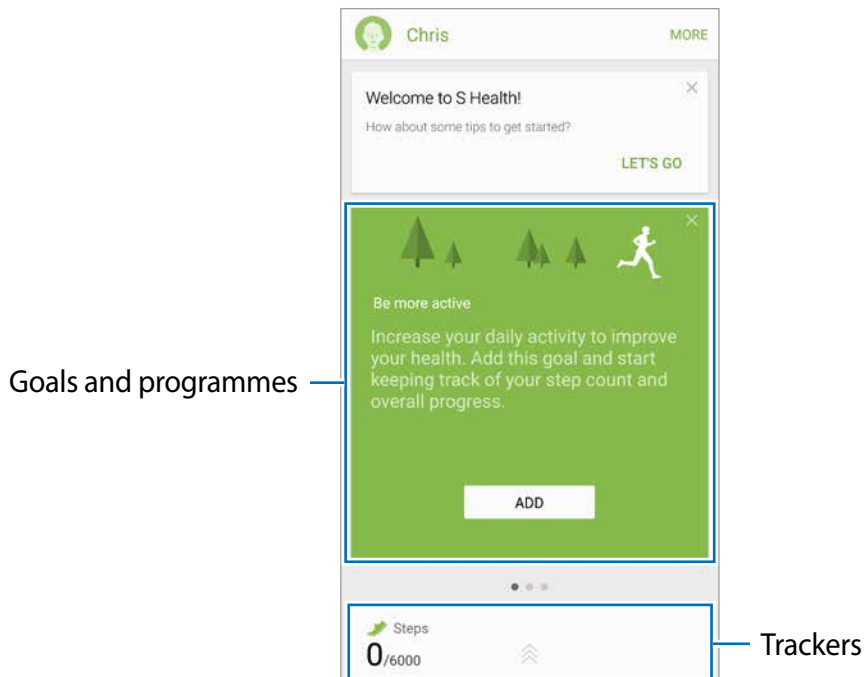 Chris
MORE
Welcome to S Health!
How about some tips to get started?
LET'S GO
Be more active
Increase your daily activity to improve
your health. Add this goal and start
keeping track of your step count and
overall progress.
Goals and programmes
ADD
Steps
0/6000
Trackers